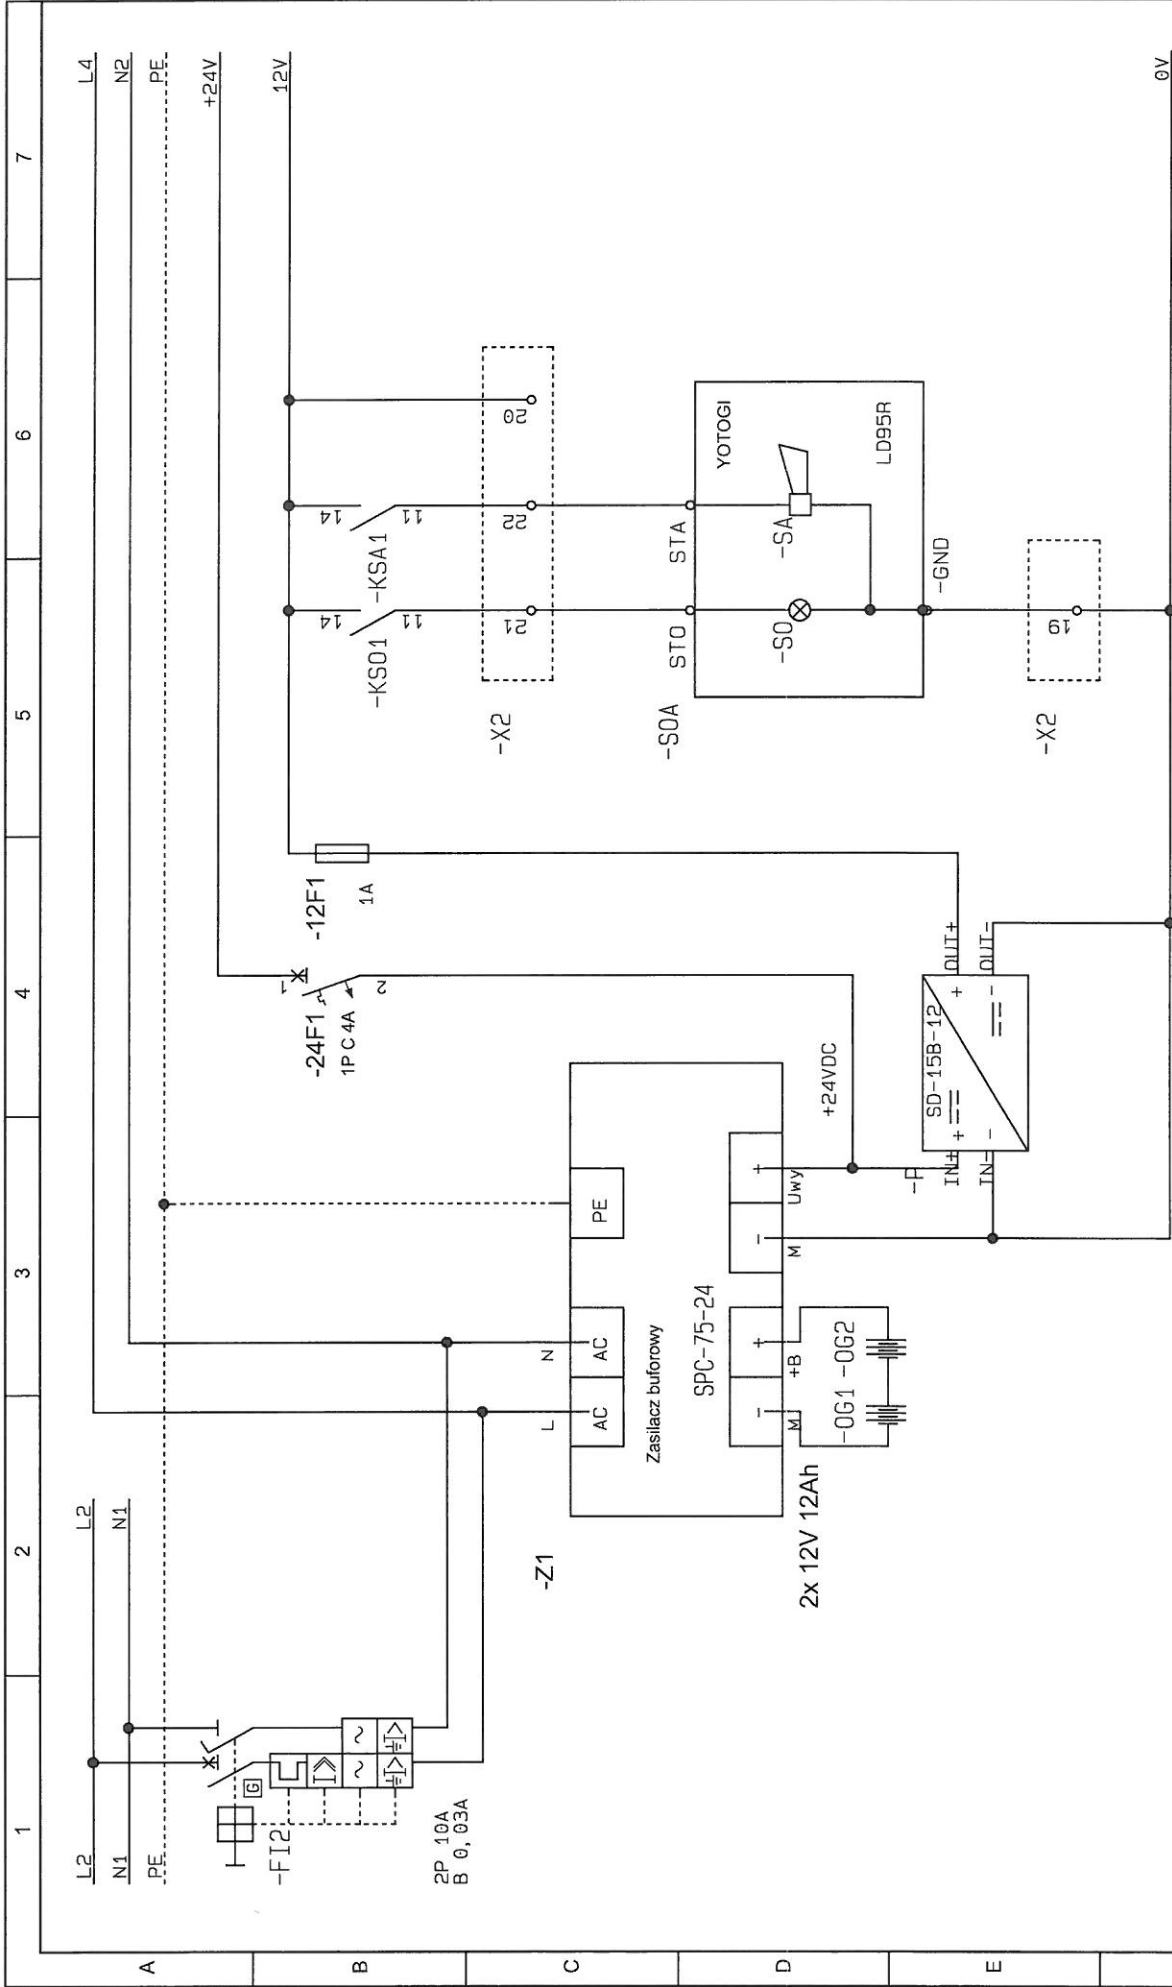 1
2
3
4
5
6
7
A
B
C
D
E
L2
N1
PE
L2
N1
L4
N2
PE
+24V
12V
0V
-FI2
G
2P 10A
B 0,03A
-Z1
L
N
AC
AC
PE
Zasilacz buforowy
SPC-75-24
-
+
-
+
M
+B
M
Uwy
2x 12V 12Ah
-0G1 -0G2
+24VDC
-24F1
1P C 4A
1
2
-12F1
1A
-P
IN+
IN-
SD-15B-12
+
-
+
-
OUT+
OUT-
-KSO1
14
11
-KSA1
14
11
-X2
21
22
20
-SOA
STO
STA
YOTOGI
-SO
-SA
LD95R
-GND
-X2
19